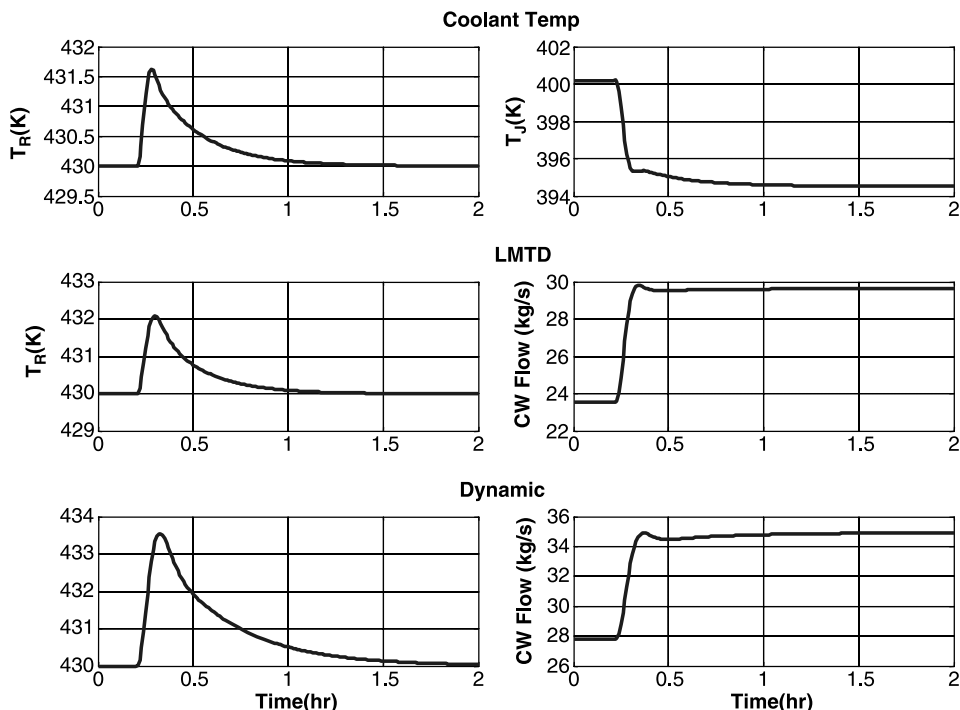 Coolant Temp
432
431.5
431
430.5
430
429.5
T_R(K)
0 0.5 1 1.5 2
402
400
398
396
394
T_J(K)
0 0.5 1 1.5 2
LMTD
433
432
431
430
429
T_R(K)
0 0.5 1 1.5 2
30
28
26
24
22
CW Flow (kg/s)
0 0.5 1 1.5 2
Dynamic
434
433
432
431
430
0 0.5 1 1.5 2
Time(hr)
36
34
32
30
28
26
CW Flow (kg/s)
0 0.5 1 1.5 2
Time(hr)